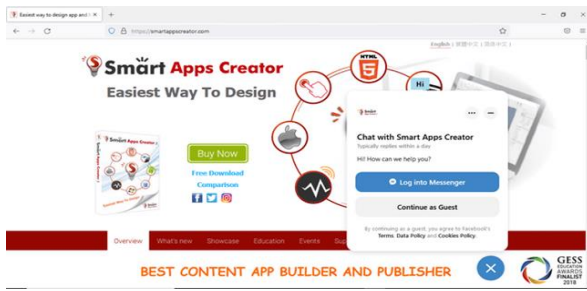 Easiest way to design app and
https://smartappscreator.com
English
Smart Apps Creator
Easiest Way To Design
HTML
5
Hi
Smart Apps Creator
Buy Now
Free Download
Comparison
Chat with Smart Apps Creator
Typically replies within a day
Hi! How can we help you?
Log into Messenger
Continue as Guest
By continuing as a guest, you agree to Facebook's
Terms, Data Policy and Cookies Policy.
Overview What's new Showcase Education Events
BEST CONTENT APP BUILDER AND PUBLISHER
GESS
EDUCATION
AWARDS
FINALIST
2018